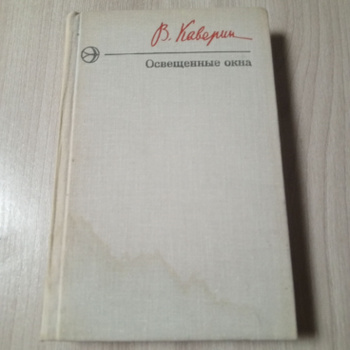 В. Каверин
Освещенные окна